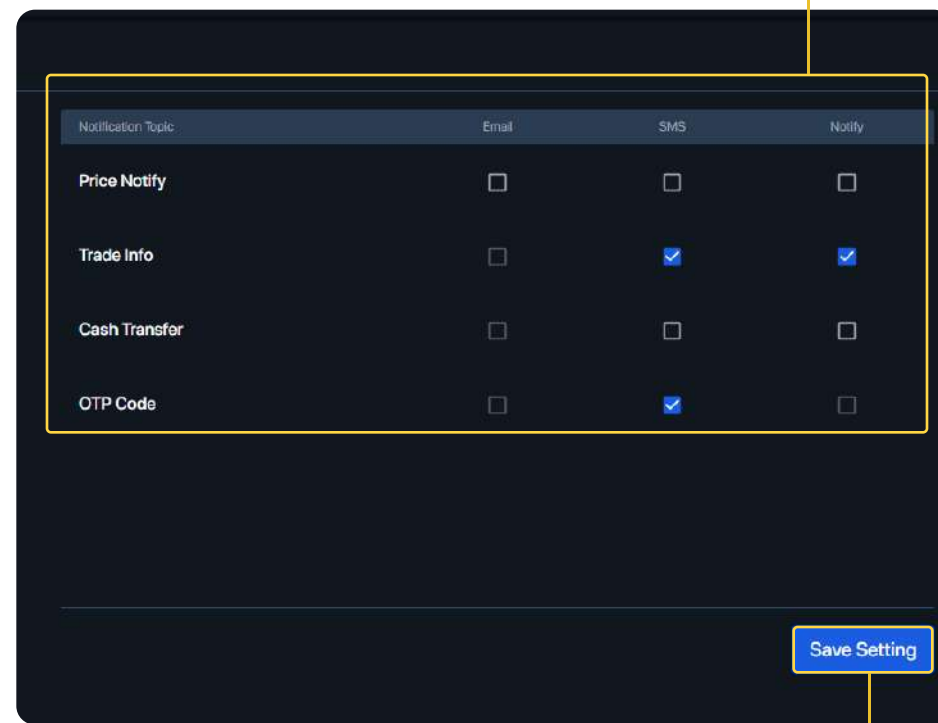 Notification Topic Email SMS Notify
Price Notify
Trade Info
Cash Transfer
OTP Code
Save Setting